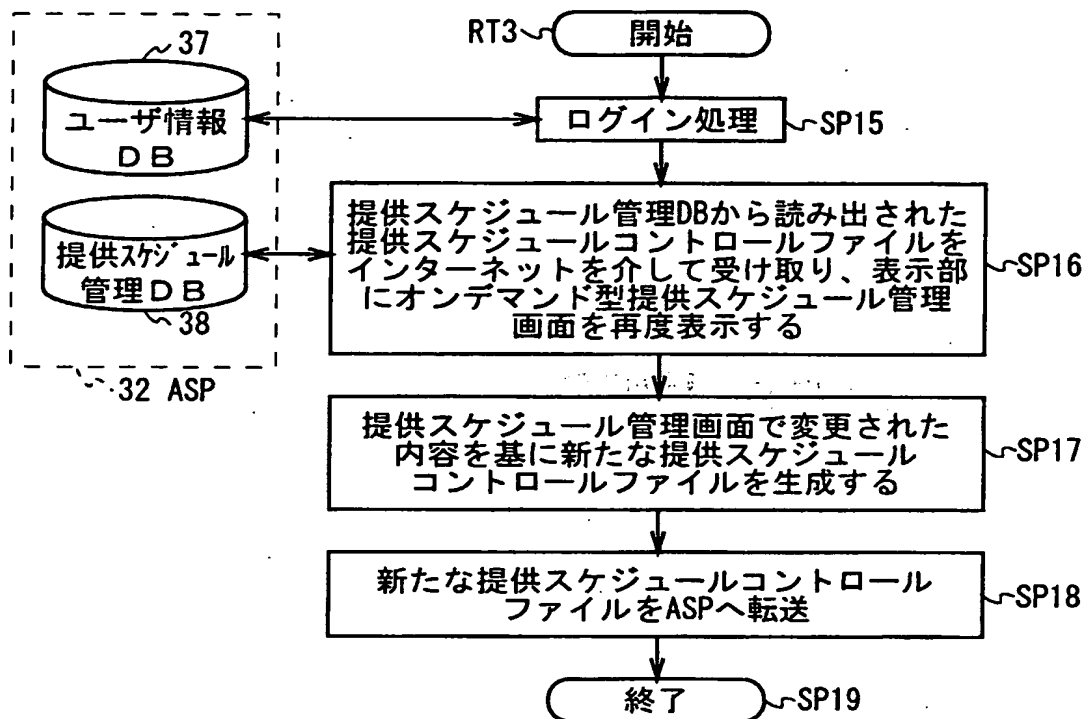 RT3
開始
37
ユーザ情報
DB
ログイン処理
SP15
提供スケジュール
管理DB
38
32 ASP
提供スケジュール管理DBから読み出された
提供スケジュールコントロールファイルを
インターネットを介して受け取り、表示部
にオンデマンド型提供スケジュール管理
画面を再度表示する
SP16
提供スケジュール管理画面で変更された
内容を基に新たな提供スケジュール
コントロールファイルを生成する
SP17
新たな提供スケジュールコントロール
ファイルをASPへ転送
SP18
終了
SP19